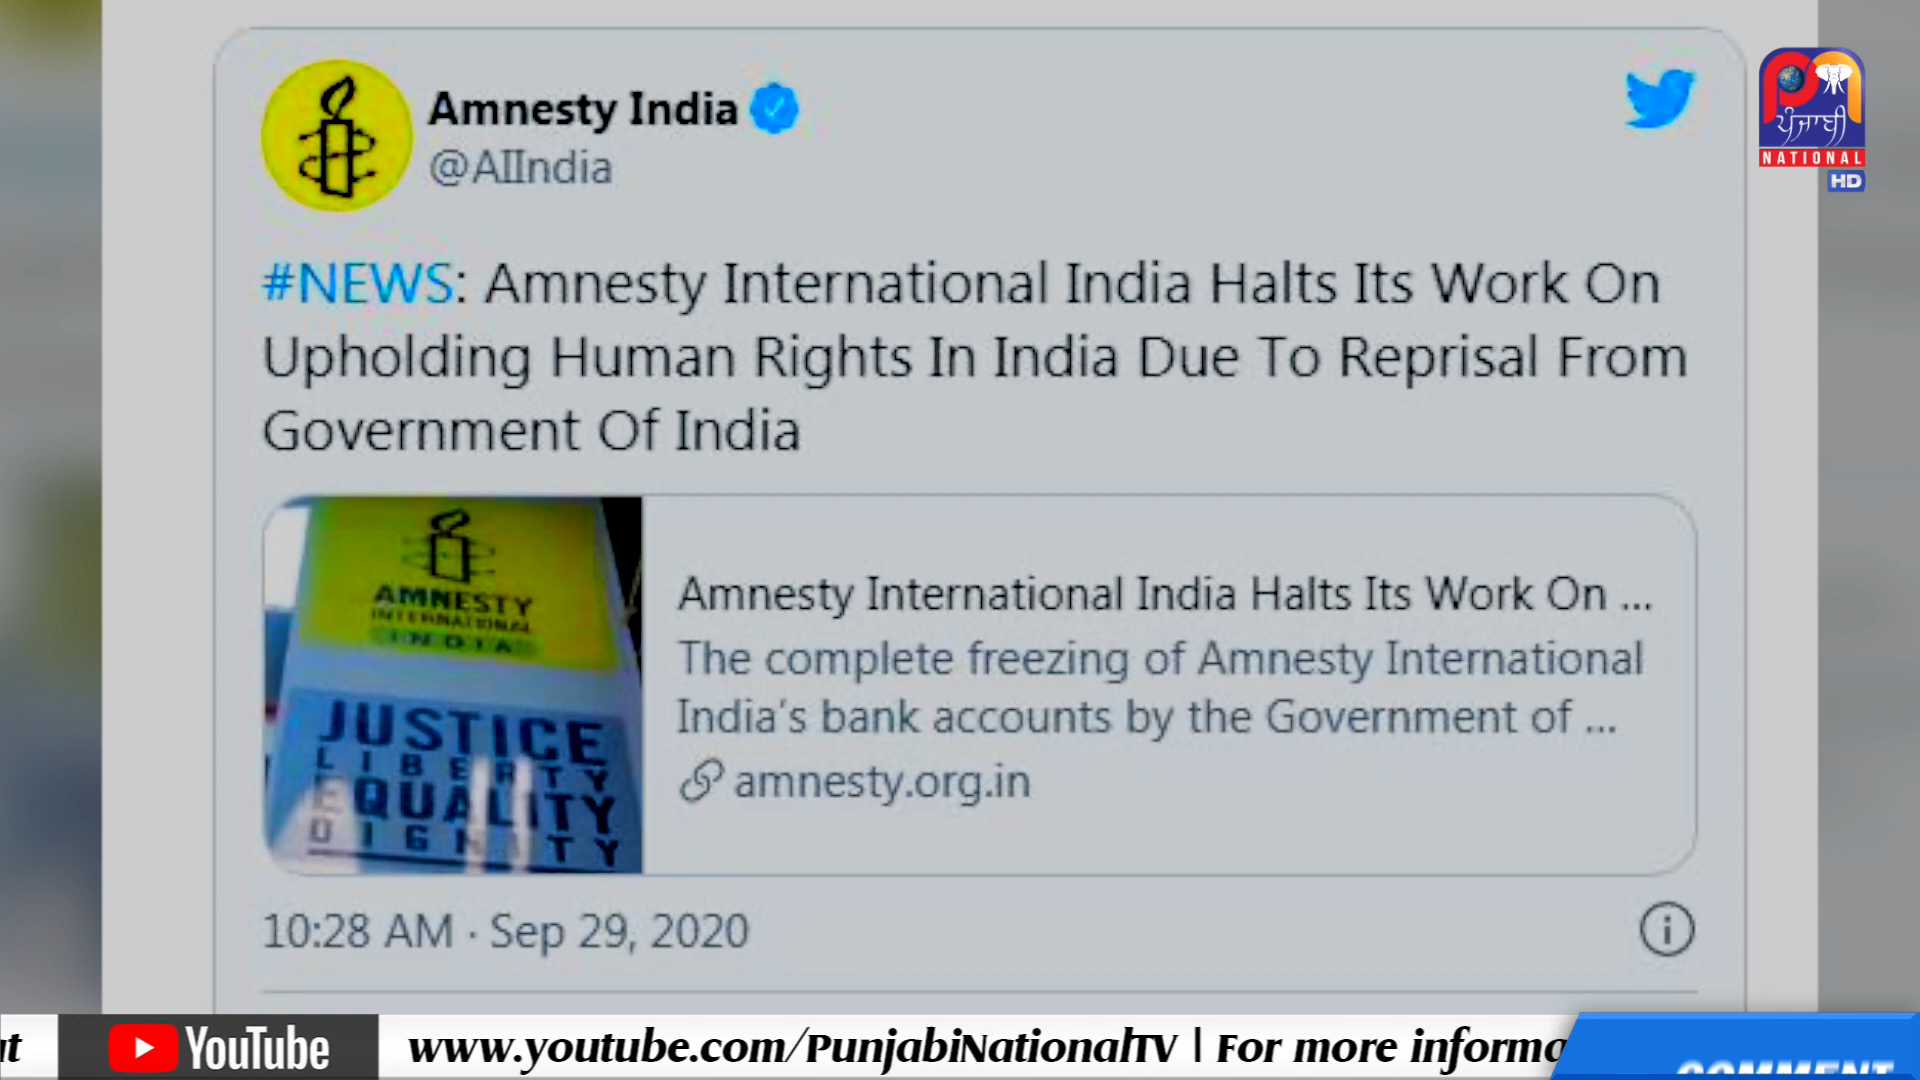 Amnesty India
@AIIndia
#NEWS: Amnesty International India Halts Its Work On
Upholding Human Rights In India Due To Reprisal From
Government Of India
AMNESTY
INTERNATIONAL
INDIA
JUSTICE
LIBERTY
EQUALITY
DIGNITY
Amnesty International India Halts Its Work On ...
The complete freezing of Amnesty International
India's bank accounts by the Government of ...
amnesty.org.in
10:28 AM · Sep 29, 2020
ਪੰਜਾਬੀ
NATIONAL
HD
YouTube
www.youtube.com/PunjabiNationalTV | For more informa
COMMENT